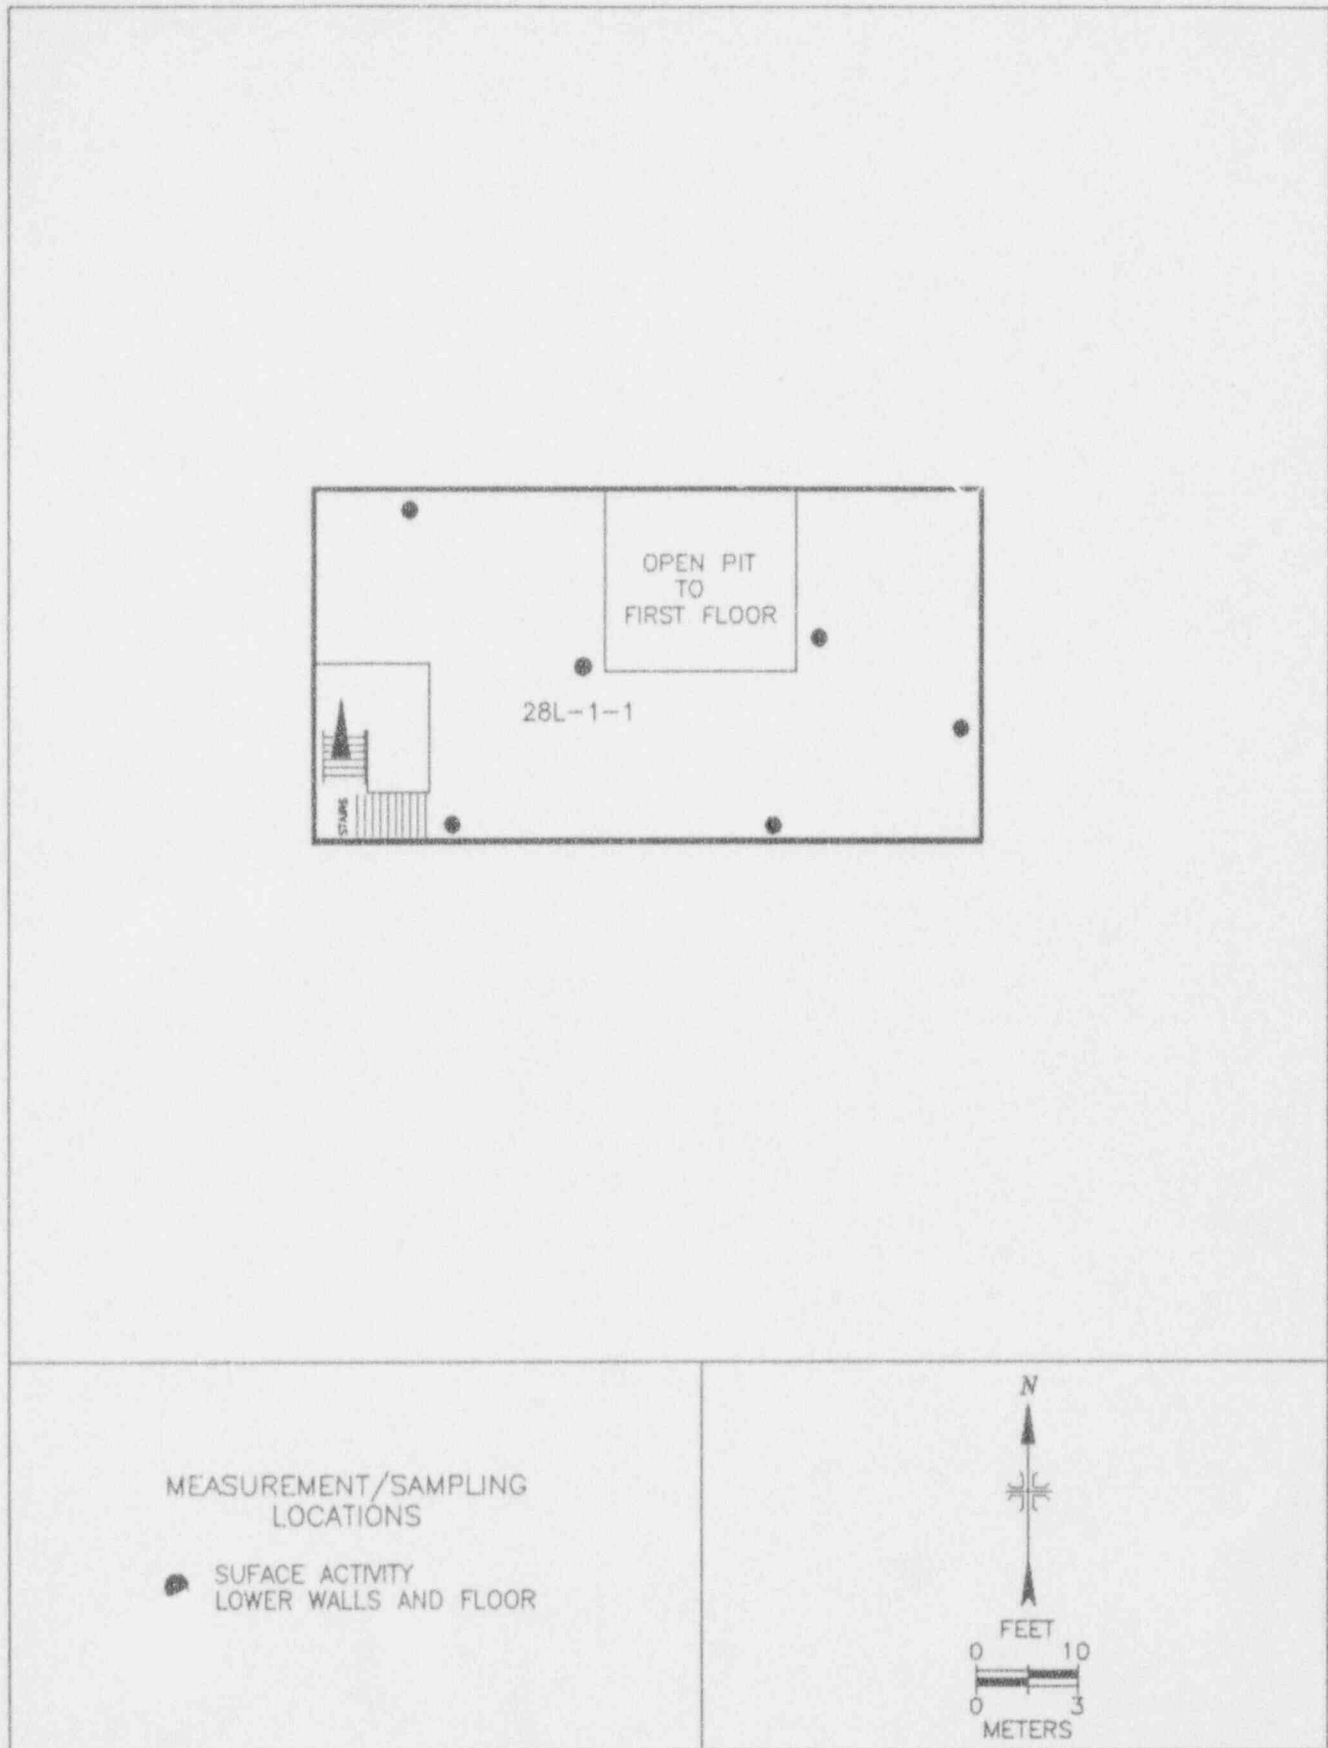 OPEN PIT
TO
FIRST FLOOR
28L-1-1
STAIRS
MEASUREMENT/SAMPLING
LOCATIONS
SUFACE ACTIVITY
LOWER WALLS AND FLOOR
N
FEET
0 10
0 3
METERS